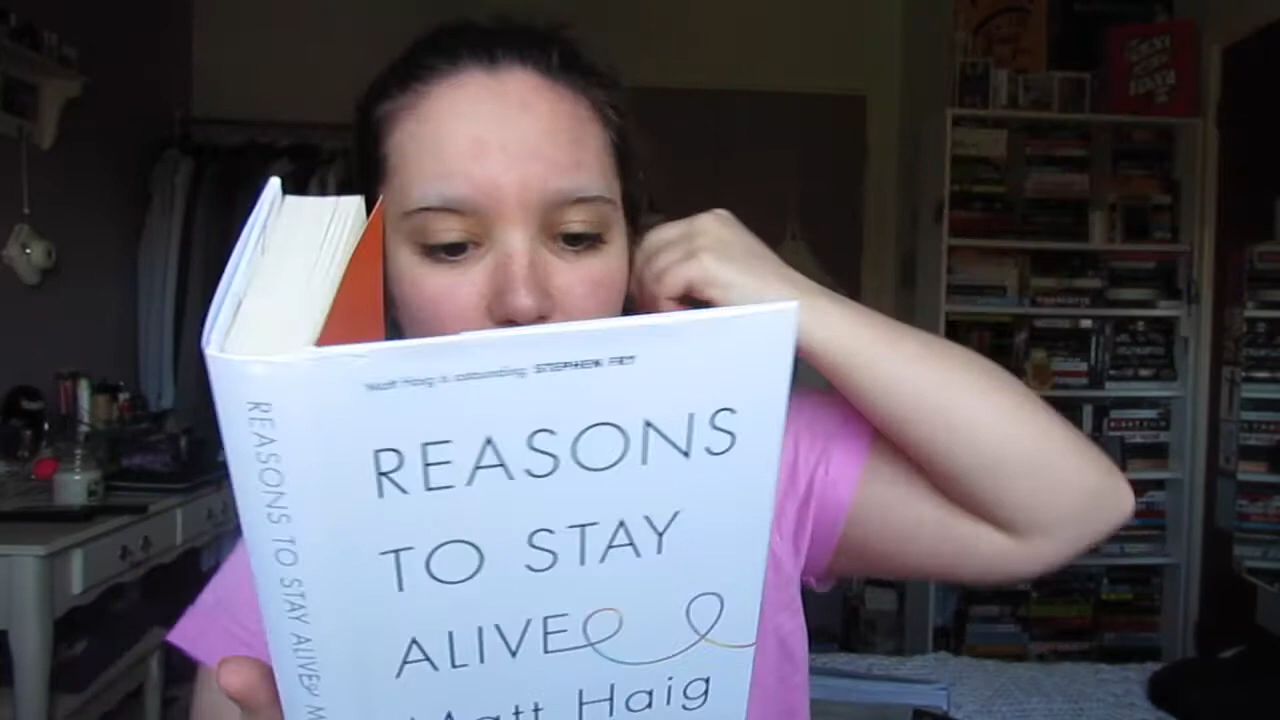 Matt Haig is astounding STEPHEN FRY
REASONS
TO STAY
ALIVE
Matt Haig
REASONS TO STAY ALIVE M